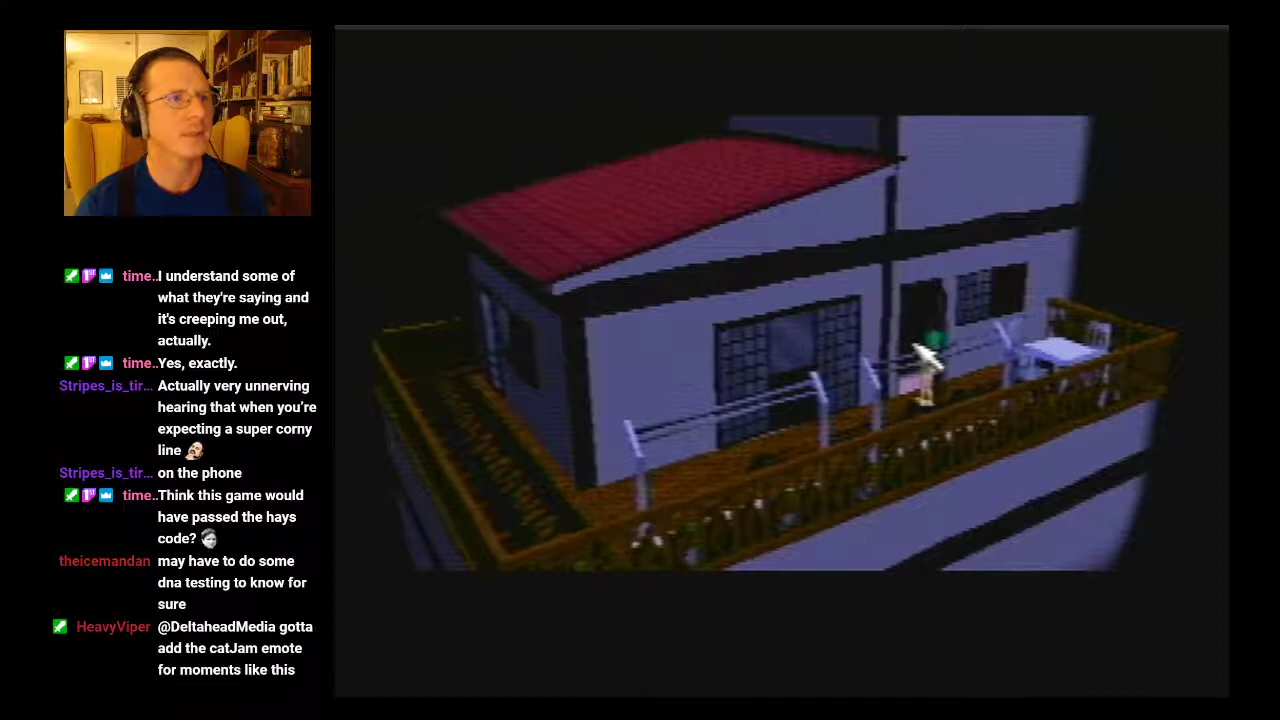 time..I understand some of
what they're saying and
it's creeping me out,
actually.
time..Yes, exactly.
Stripes_is_tir... Actually very unnerving
hearing that when you're
expecting a super corny
line
Stripes_is_tir... on the phone
time..Think this game would
have passed the hays
code?
theicemandan may have to do some
dna testing to know for
sure
HeavyViper @DeltaheadMedia gotta
add the catJam emote
for moments like this